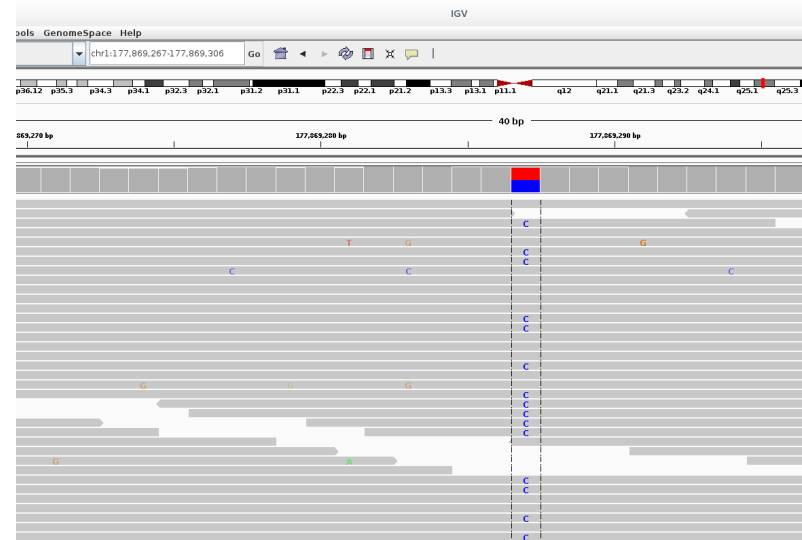 IGV
ools GenomeSpace Help
chr1:177,869,267-177,869,306 Go
p36.12 p35.3 p34.3 p34.1 p32.3 p32.1 p31.2 p31.1 p22.3 p22.1 p21.2 p13.3 p13.1 p11.1 q12 q21.1 q21.3 q23.2 q24.1 q25.1 q25.3
40 bp
869,270 bp 177,869,280 bp 177,869,290 bp
C
T G G
C
C
C C C
C
C
C
G G G
C
C
C
C
C
G A
C
C
C
C